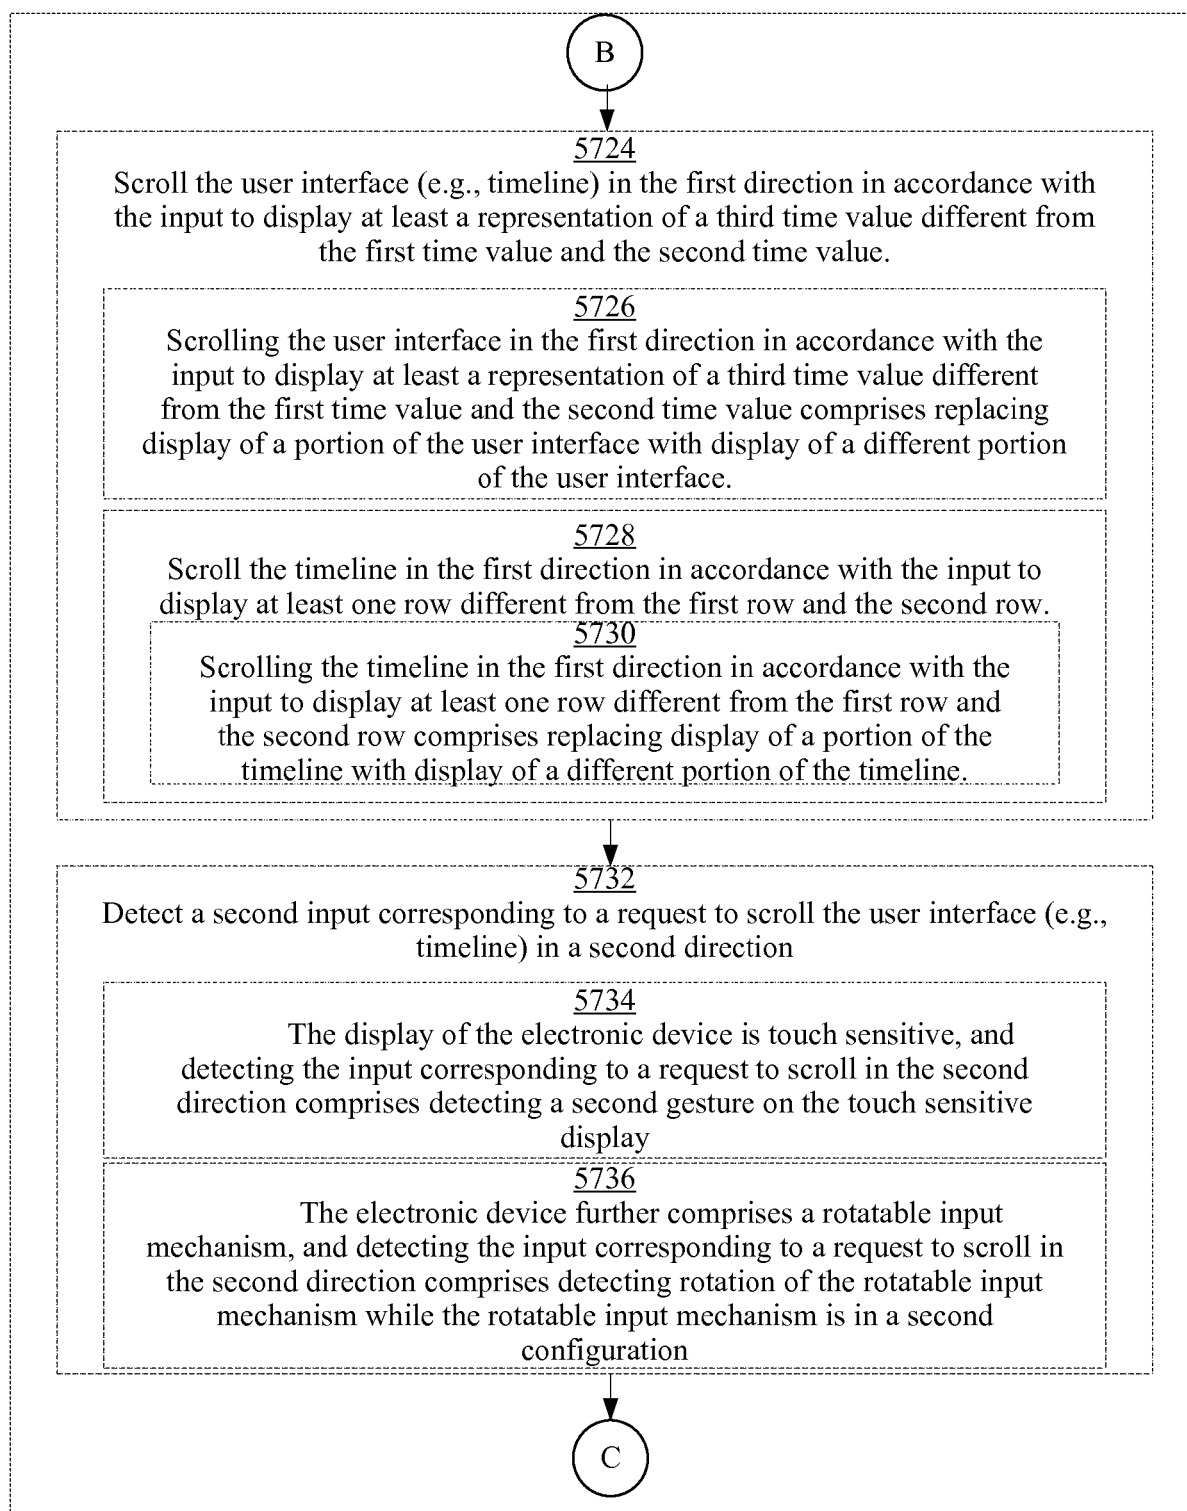 B
5724
Scroll the user interface (e.g., timeline) in the first direction in accordance with
the input to display at least a representation of a third time value different from
the first time value and the second time value.
5726
Scrolling the user interface in the first direction in accordance with the
input to display at least a representation of a third time value different
from the first time value and the second time value comprises replacing
display of a portion of the user interface with display of a different portion
of the user interface.
5728
Scroll the timeline in the first direction in accordance with the input to
display at least one row different from the first row and the second row.
5730
Scrolling the timeline in the first direction in accordance with the
input to display at least one row different from the first row and
the second row comprises replacing display of a portion of the
timeline with display of a different portion of the timeline.
5732
Detect a second input corresponding to a request to scroll the user interface (e.g.,
timeline) in a second direction
5734
The display of the electronic device is touch sensitive, and
detecting the input corresponding to a request to scroll in the second
direction comprises detecting a second gesture on the touch sensitive
display
5736
The electronic device further comprises a rotatable input
mechanism, and detecting the input corresponding to a request to scroll in
the second direction comprises detecting rotation of the rotatable input
mechanism while the rotatable input mechanism is in a second
configuration
C